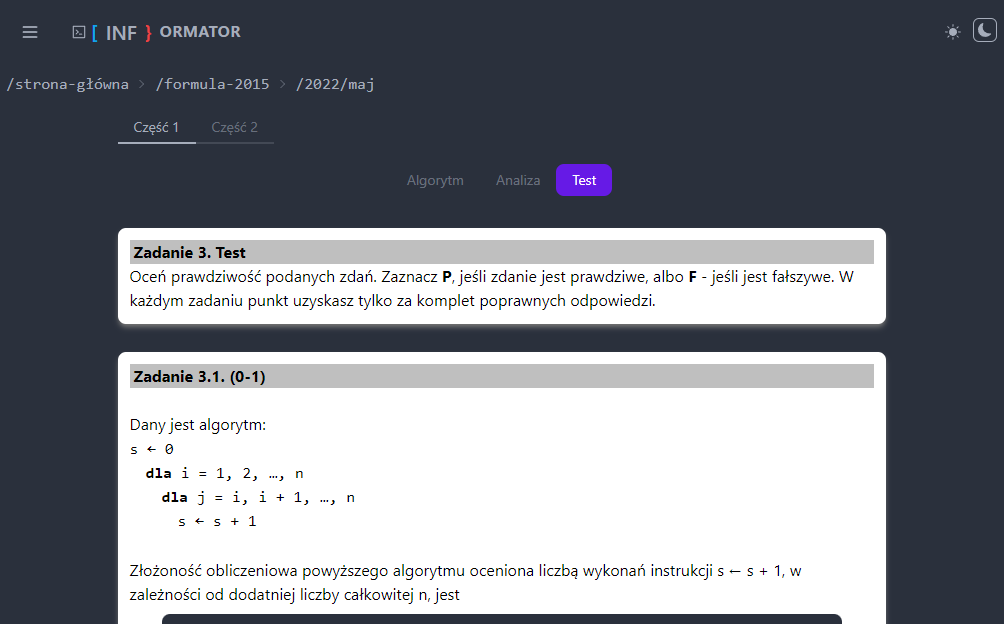 [ INF } ORMATOR
/strona-główna > /formula-2015 > /2022/maj
Część 1 Część 2
Algorytm Analiza Test
Zadanie 3. Test
Oceń prawdziwość podanych zdań. Zaznacz P, jeśli zdanie jest prawdziwe, albo F - jeśli jest fałszywe. W
każdym zadaniu punkt uzyskasz tylko za komplet poprawnych odpowiedzi.
Zadanie 3.1. (0-1)
Dany jest algorytm:
s ← 0
dla i = 1, 2, …, n
dla j = i, i + 1, …, n
s ← s + 1
Złożoność obliczeniowa powyższego algorytmu oceniona liczbą wykonań instrukcji s ← s + 1, w
zależności od dodatniej liczby całkowitej n, jest